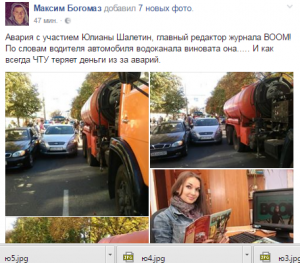 Максим Богомаз добавил 7 новых фото.
47 мин.
Авария с участием Юлианы Шалетин, главный редактор журнала BOOM!
По словам водителя автомобиля водоканала виновата она..... И как
всегда ЧТУ теряет деньги из за аварий.
BOOM
ю5.jpg
ю4.jpg
ю3.jpg